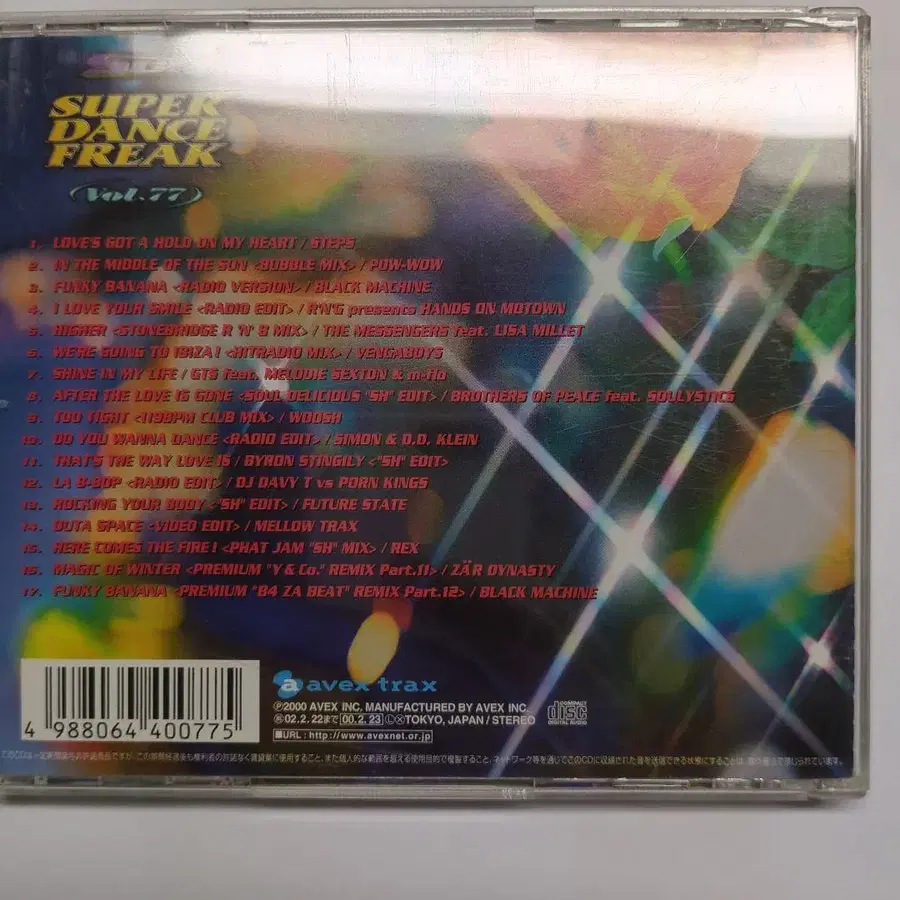 SUPER
DANCE
FREAK
Vol.77
1. LOVE'S GOT A HOLD ON MY HEART / STEPS
2. IN THE MIDDLE OF THE SUN <BUBBLE MIX> / POW-WOW
3. FUNKY BANANA <RADIO VERSION> / BLACK MACHINE
4. I LOVE YOUR SMILE <RADIO EDIT> / R'N'G presents HANDS ON MOTOWN
5. HIGHER <STONEBRIDGE R 'N' B MIX> / THE MESSENGERS feat. LISA MILLET
6. WE'RE GOING TO IBIZA! <HITRADIO MIX> / VENGABOYS
7. SHINE IN MY LIFE / GTS feat. MELODIE SEXTON & m-flo
8. AFTER THE LOVE IS GONE <SOUL DELICIOUS "SH" EDIT> / BROTHERS OF PEACE feat. SOULLYSTICS
9. TOO TIGHT <119BPM CLUB MIX> / WOOSH
10. DO YOU WANNA DANCE <RADIO EDIT> / SIMON & D.D. KLEIN
11. THAT'S THE WAY LOVE IS / BYRON STINGILY <"SH" EDIT>
12. LA B-BOP <RADIO EDIT> / DJ DAVY T vs PORN KINGS
13. ROCKING YOUR BODY <"SH" EDIT> / FUTURE STATE
14. OUTA SPACE <VIDEO EDIT> / MELLOW TRAX
15. HERE COMES THE FIRE! <PHAT JAM "SH" MIX> / REX
16. MAGIC OF WINTER <PREMIUM "Y & Co." REMIX Part.11> / ZÄR DYNASTY
17. FUNKY BANANA <PREMIUM "B4 ZA BEAT" REMIX Part.12> / BLACK MACHINE
a avex trax
Ⓟ2000 AVEX INC. MANUFACTURED BY AVEX INC.
02.2.22まで 00.2.23 TOKYO, JAPAN / STEREO
■URL : http://www.avexnet.or.jp
COMPACT
disc
DIGITAL AUDIO
4 988064 400775